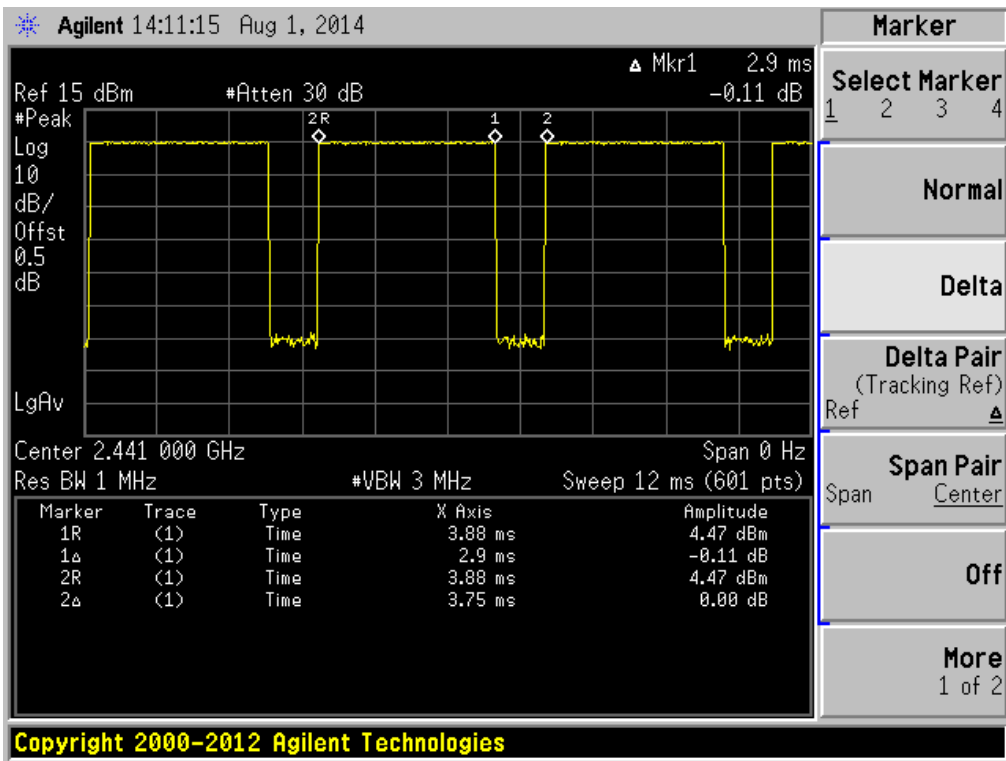 Agilent 14:11:15 Aug 1, 2014
Δ Mkr1 2.9 ms
Ref 15 dBm #Atten 30 dB -0.11 dB
#Peak
Log
10
dB/
Offst
0.5
dB
LgAv
2R 1 2
Center 2.441 000 GHz Span 0 Hz
Res BW 1 MHz #VBW 3 MHz Sweep 12 ms (601 pts)
Marker Trace Type X Axis Amplitude
1R (1) Time 3.88 ms 4.47 dBm
1Δ (1) Time 2.9 ms -0.11 dB
2R (1) Time 3.88 ms 4.47 dBm
2Δ (1) Time 3.75 ms 0.00 dB
Marker
Select Marker
1 2 3 4
Normal
Delta
Delta Pair
(Tracking Ref)
Ref Δ
Span Pair
Span Center
Off
More
1 of 2
Copyright 2000-2012 Agilent Technologies